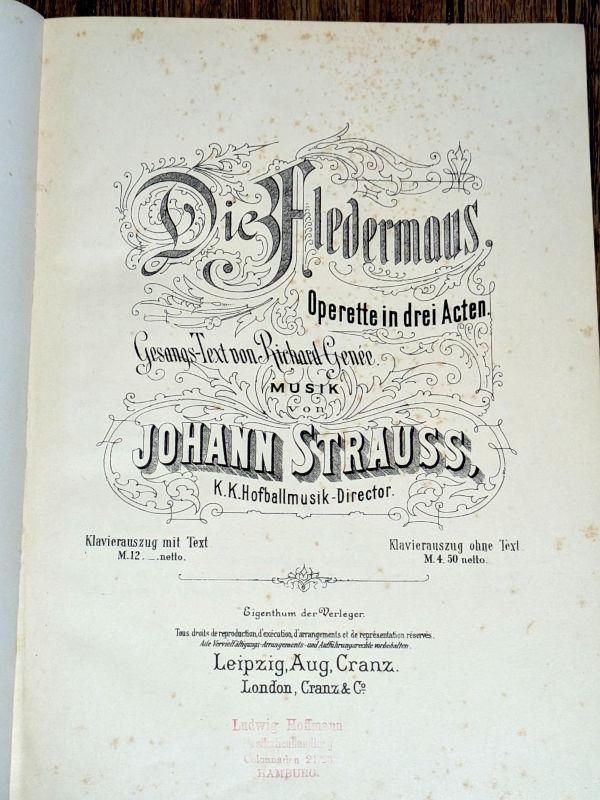 Die Fledermaus,
Operette in drei Acten.
Gesangs-Text von Richard Genée.
MUSIK
von
JOHANN STRAUSS,
K.K. Hofballmusik-Director.
Klavierauszug mit Text
M. 12. _ netto.
Klavierauszug ohne Text
M. 4. 50 netto.
Eigenthum der Verleger.
Tous droits de reproduction, d'exécution, d'arrangements et de représentation réservés.
Alle Vervielfältigungs-Arrangements- und Aufführungsrechte vorbehalten.
Leipzig, Aug. Cranz.
London, Cranz & Co.
Ludwig Hoffmann
Musikalienhandlung
Colonnaden
HAMBURG.